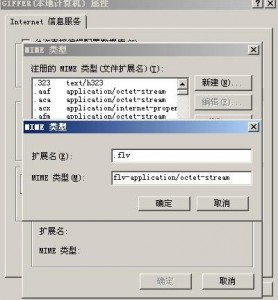 GIFFER(本地计算机) 属性
Internet 信息服务
MIME 类型
注册的 MIME 类型(文件扩展名)(T):
.323 text/h323
.aaf application/octet-stream
.aca application/octet-stream
.acx application/internet-proper
.afm application/octet-stream
新建(N)...
编辑(E)...
MIME 类型
扩展名(E): .flv
MIME 类型(M): flv-application/octet-stream
确定
取消
扩展名:
MIME 类型:
确定
取消